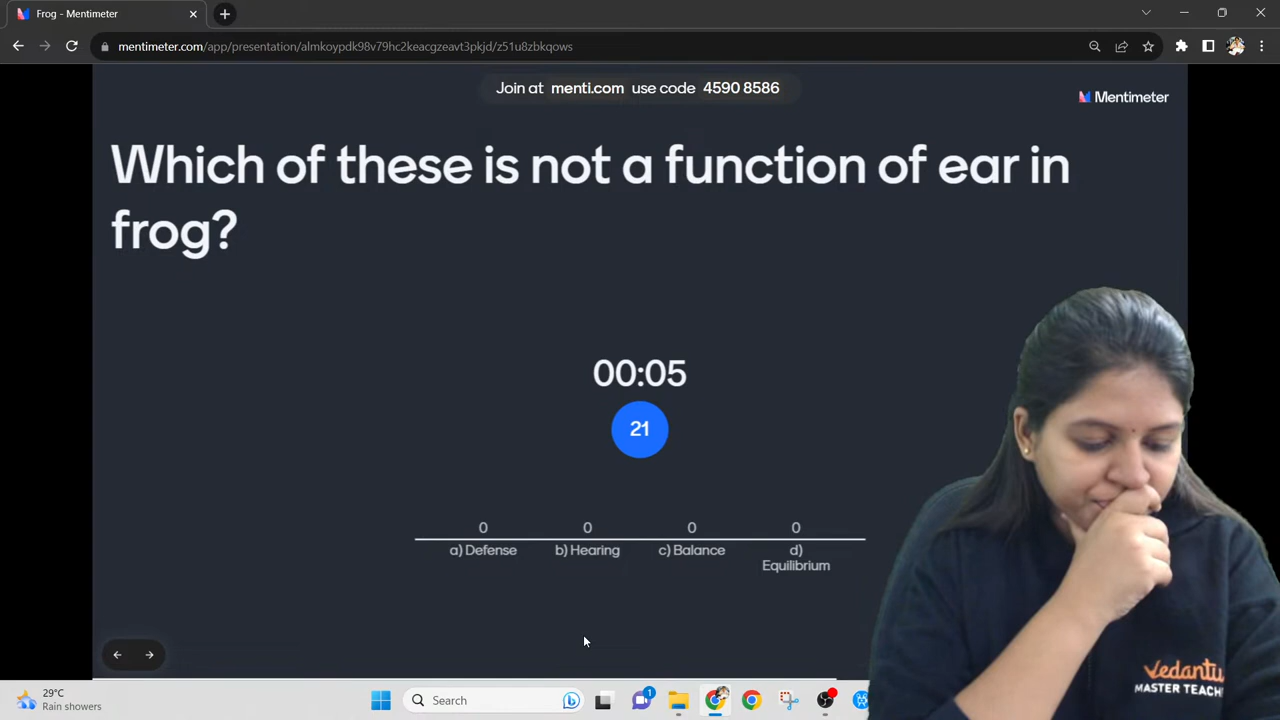 Frog - Mentimeter
mentimeter.com/app/presentation/almkoypdk98v79hc2keacgzeavt3pkjd/z51u8zbkqows
Join at menti.com use code 4590 8586
Mentimeter
Which of these is not a function of ear in
frog?
00:05
21
0 0 0 0
a) Defense b) Hearing c) Balance d)
Equilibrium
Vedantu
MASTER TEACHE
29°C
Rain showers
Search
1